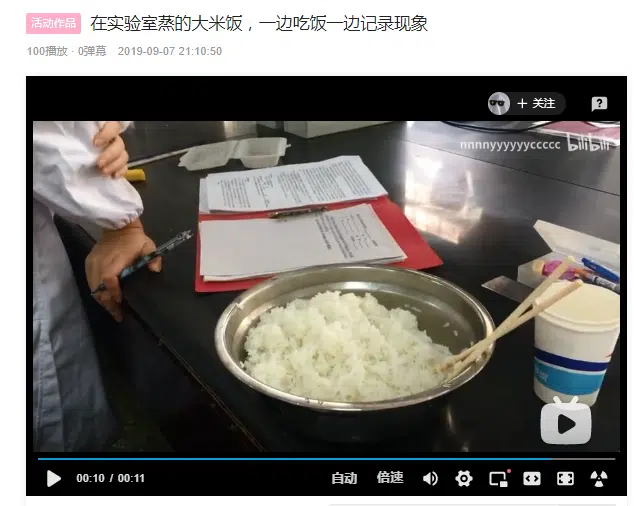 活动作品 在实验室蒸的大米饭，一边吃饭一边记录现象
100播放 · 0弹幕 2019-09-07 21:10:50
+ 关注
nnnnyyyyyyccccc bilibili
00:10 / 00:11 自动 倍速